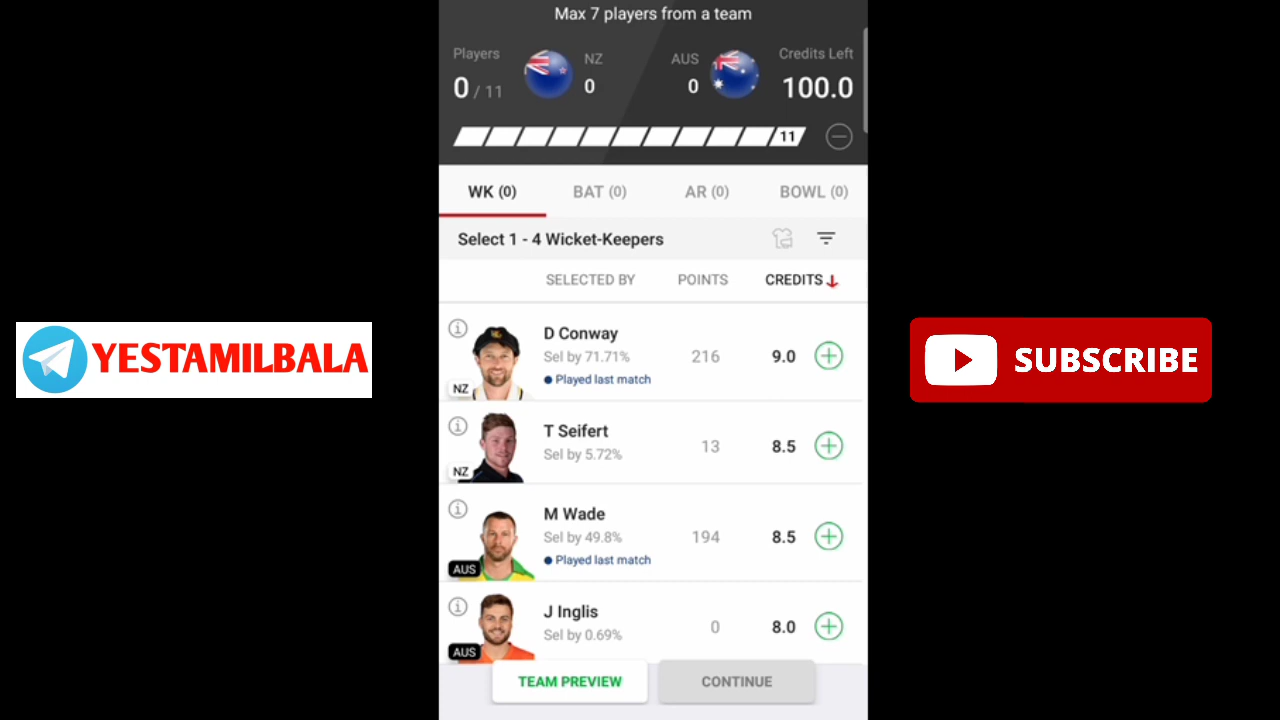 Max 7 players from a team
Players NZ AUS Credits Left
0 / 11 0 0 100.0
11
WK (0) BAT (0) AR (0) BOWL (0)
Select 1 - 4 Wicket-Keepers
SELECTED BY POINTS CREDITS
D Conway
Sel by 71.71% 216 9.0
Played last match
NZ
T Seifert
Sel by 5.72% 13 8.5
NZ
M Wade
Sel by 49.8% 194 8.5
Played last match
AUS
J Inglis
Sel by 0.69% 0 8.0
AUS
TEAM PREVIEW CONTINUE
YESTAMILBALA
SUBSCRIBE